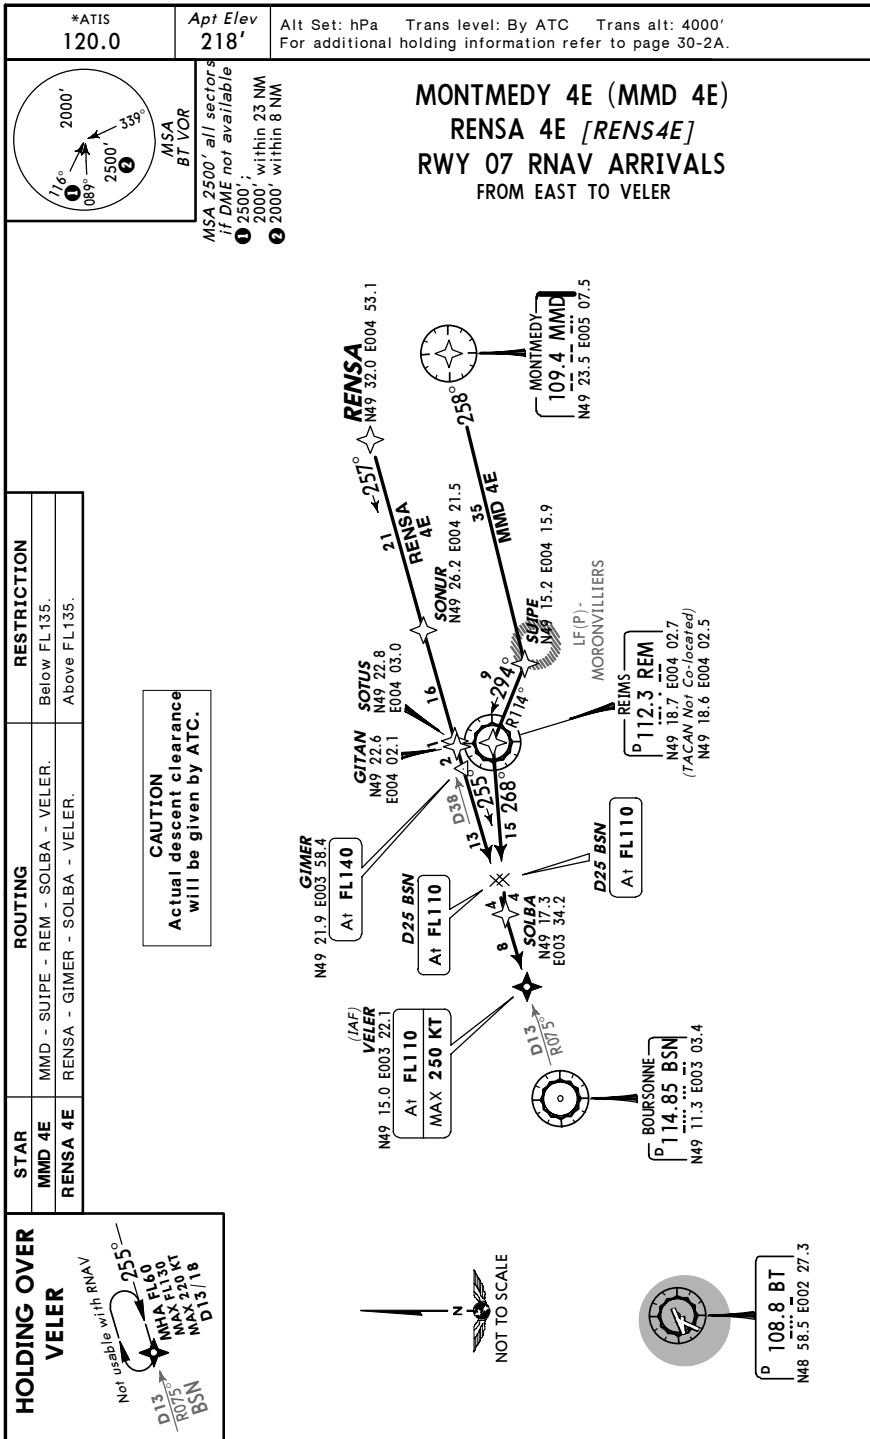 *ATIS
120.0
Apt Elev
218'
Alt Set: hPa Trans level: By ATC Trans alt: 4000'
For additional holding information refer to page 30-2A.
MONTMEDY 4E (MMD 4E)
RENSA 4E [RENS4E]
RWY 07 RNAV ARRIVALS
FROM EAST TO VELER
2000'
339°
116°
089°
2500'
1
2
MSA
BT VOR
MSA 2500' all sectors
if DME not available
1 2500';
2000' within 23 NM
2 2000' within 8 NM
STAR
ROUTING
RESTRICTION
MMD 4E
MMD - SUIPE - REM - SOLBA - VELER.
Below FL135.
RENSA 4E
RENSA - GIMER - SOLBA - VELER.
Above FL135.
CAUTION
Actual descent clearance
will be given by ATC.
RENSA
N49 32.0 E004 53.1
257°
21
RENSA
4E
MONTMEDY
109.4 MMD
N49 23.5 E005 07.5
258°
35
MMD 4E
SONUR
N49 26.2 E004 21.5
16
SUIPE
N49 15.2 E004 15.9
LF(P)-
MORONVILLIERS
9
294°
R114°
SOTUS
N49 22.8
E004 03.0
1
GITAN
N49 22.6
E004 02.1
2
REIMS
D 112.3 REM
N49 18.7 E004 02.7
(TACAN Not Co-located)
N49 18.6 E004 02.5
GIMER
N49 21.9 E003 58.4
At FL140
D38
255°
13
15 268°
D25 BSN
At FL110
D25 BSN
At FL110
4
4
SOLBA
N49 17.3
E003 34.2
8
(IAF)
VELER
N49 15.0 E003 22.1
At FL110
MAX 250 KT
D13
R075°
BOURSONNE
D 114.85 BSN
N49 11.3 E003 03.4
HOLDING OVER
VELER
Not usable with RNAV
255°
MHA FL60
MAX FL130
MAX 220 KT
D13/18
D13
R075°
BSN
N
NOT TO SCALE
D 108.8 BT
N48 58.5 E002 27.3